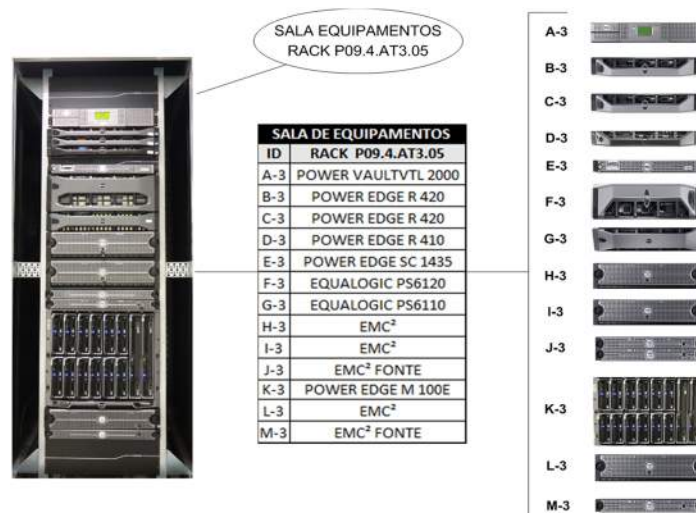 SALA EQUIPAMENTOS
RACK P09.4.AT3.05
SALA DE EQUIPAMENTOS
ID RACK P09.4.AT3.05
A-3 POWER VAULTVTL 2000
B-3 POWER EDGE R 420
C-3 POWER EDGE R 420
D-3 POWER EDGE R 410
E-3 POWER EDGE SC 1435
F-3 EQUALOGIC PS6120
G-3 EQUALOGIC PS6110
H-3 EMC²
I-3 EMC²
J-3 EMC² FONTE
K-3 POWER EDGE M 100E
L-3 EMC²
M-3 EMC² FONTE
A-3
B-3
C-3
D-3
E-3
F-3
G-3
H-3
I-3
J-3
K-3
L-3
M-3